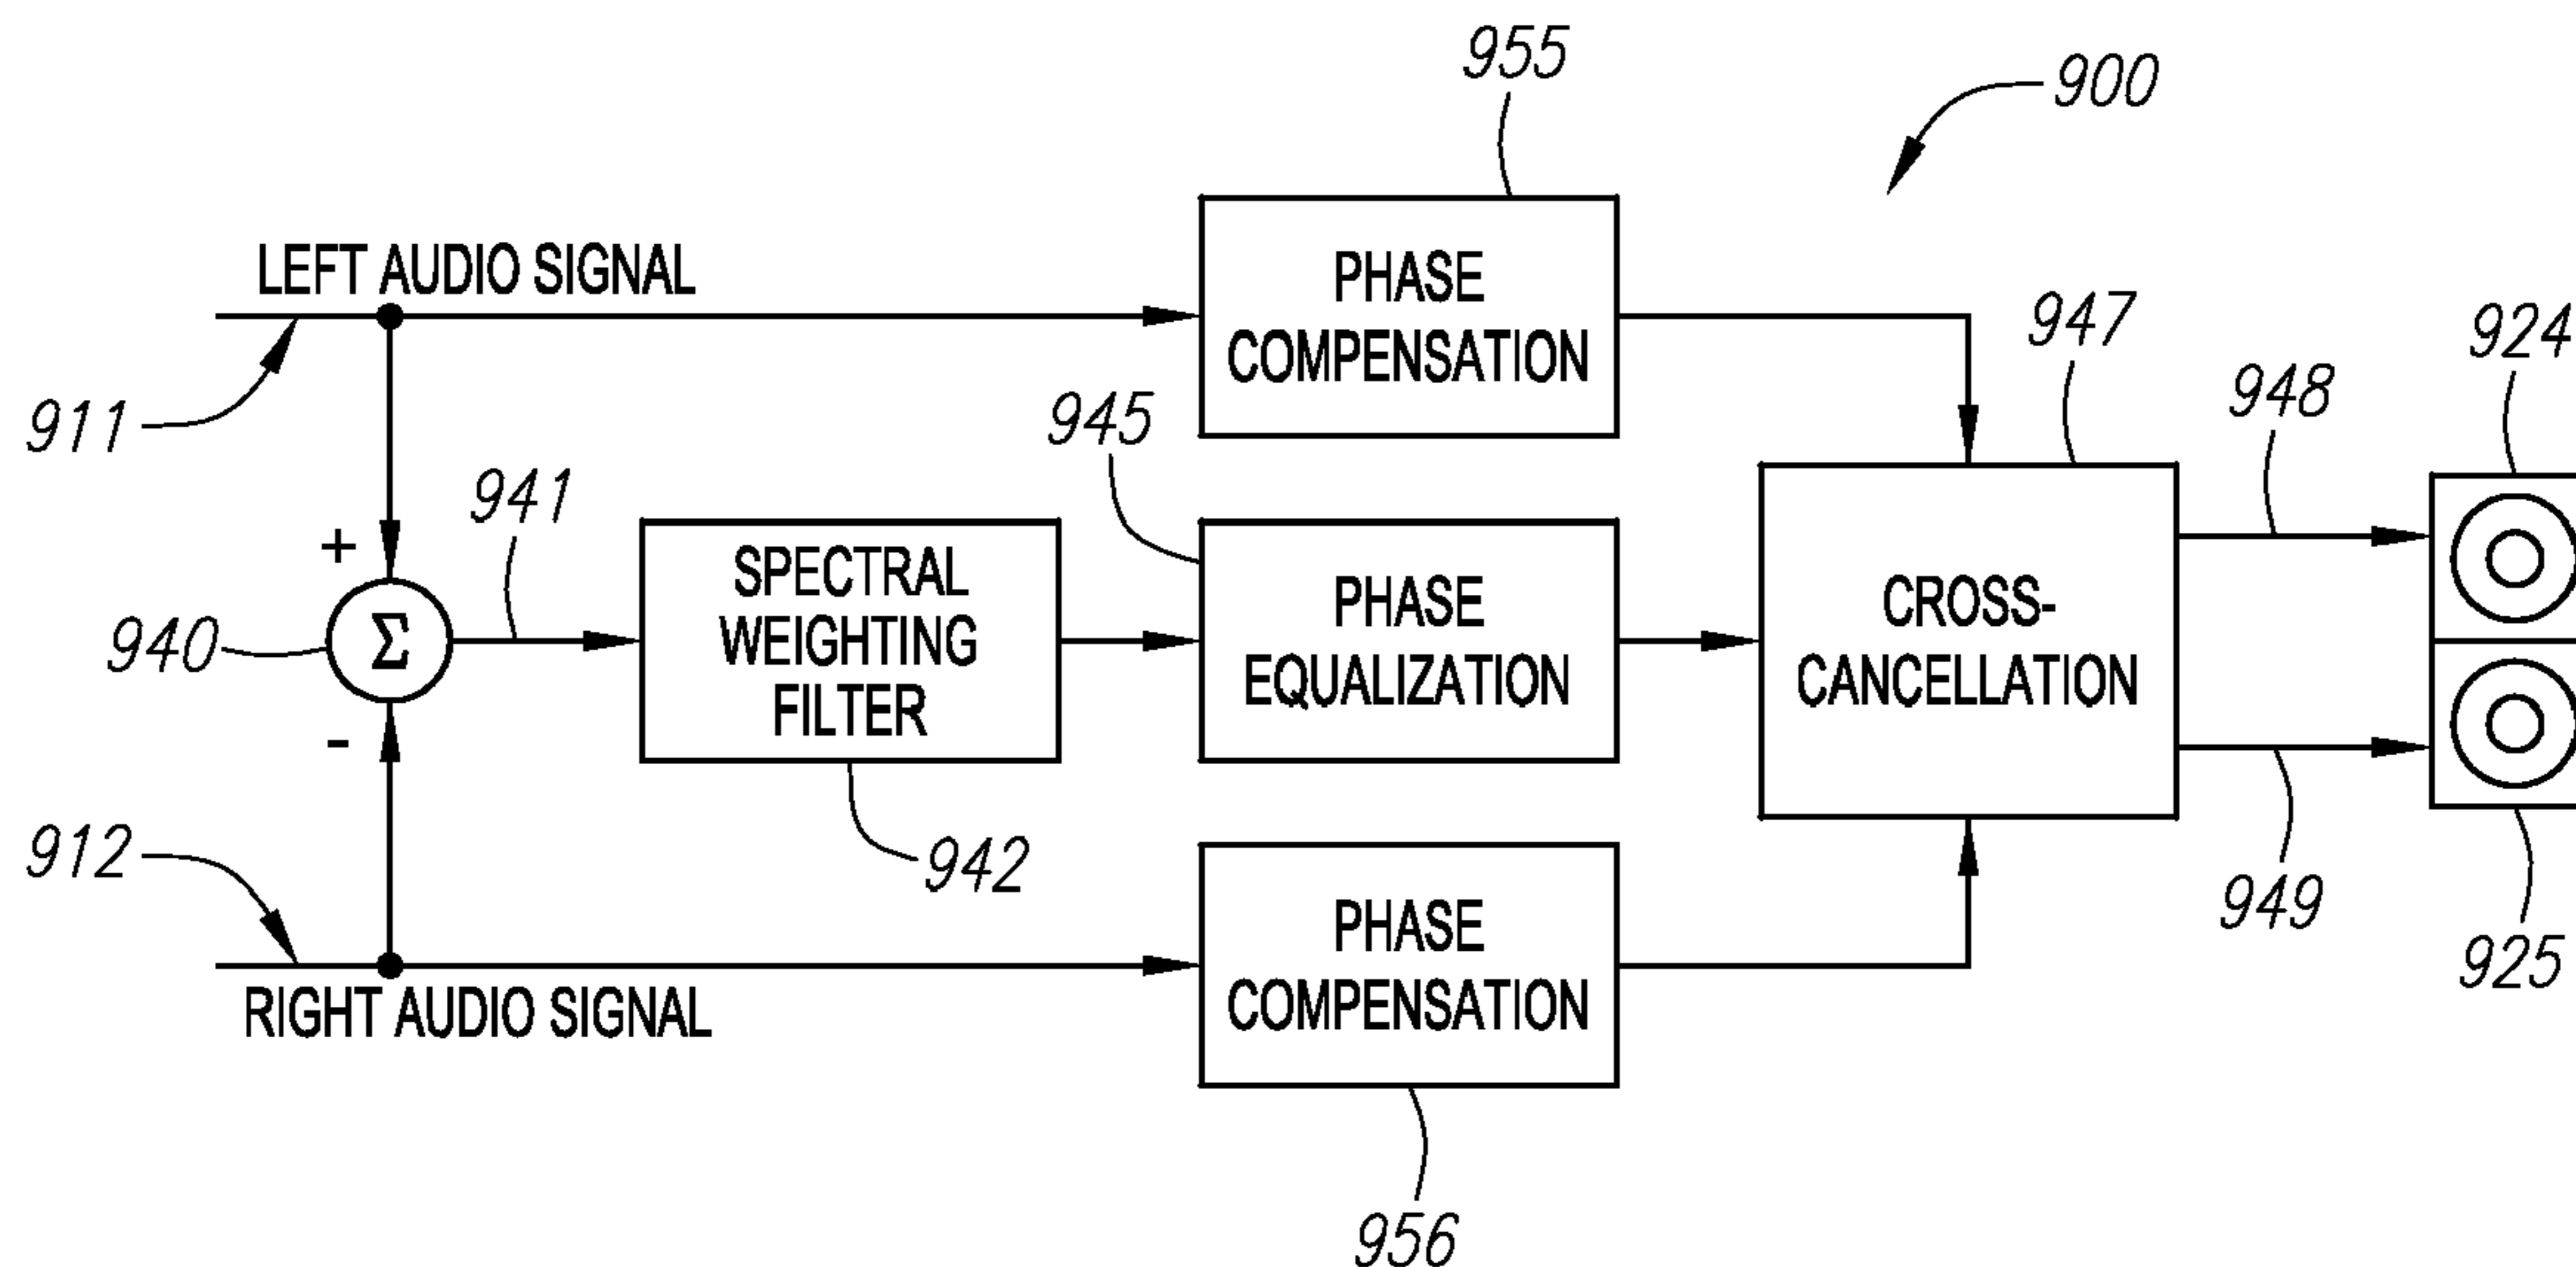 955
900
LEFT AUDIO SIGNAL
PHASE
COMPENSATION
911
947
948
924
945
941
+
SPECTRAL
WEIGHTING
FILTER
PHASE
EQUALIZATION
CROSS-
CANCELLATION
940
Σ
-
912
942
949
925
RIGHT AUDIO SIGNAL
PHASE
COMPENSATION
956